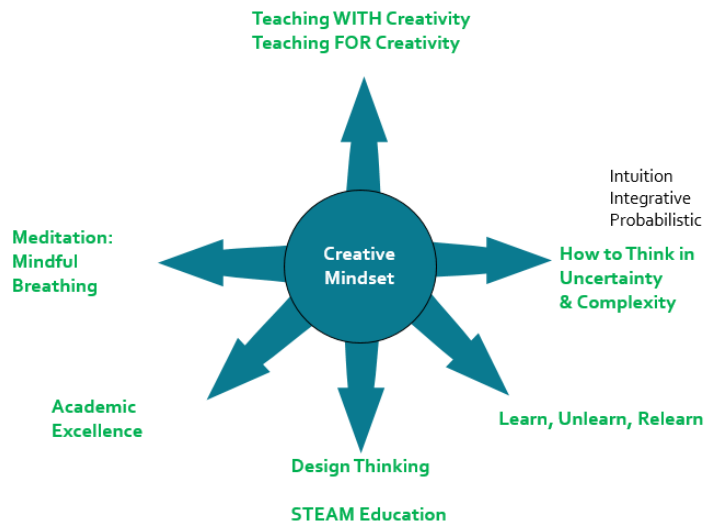 Teaching WITH Creativity
Teaching FOR Creativity
Intuition
Integrative
Probabilistic
Meditation:
Mindful
Breathing
Creative
Mindset
How to Think in
Uncertainty
& Complexity
Academic
Excellence
Learn, Unlearn, Relearn
Design Thinking
STEAM Education